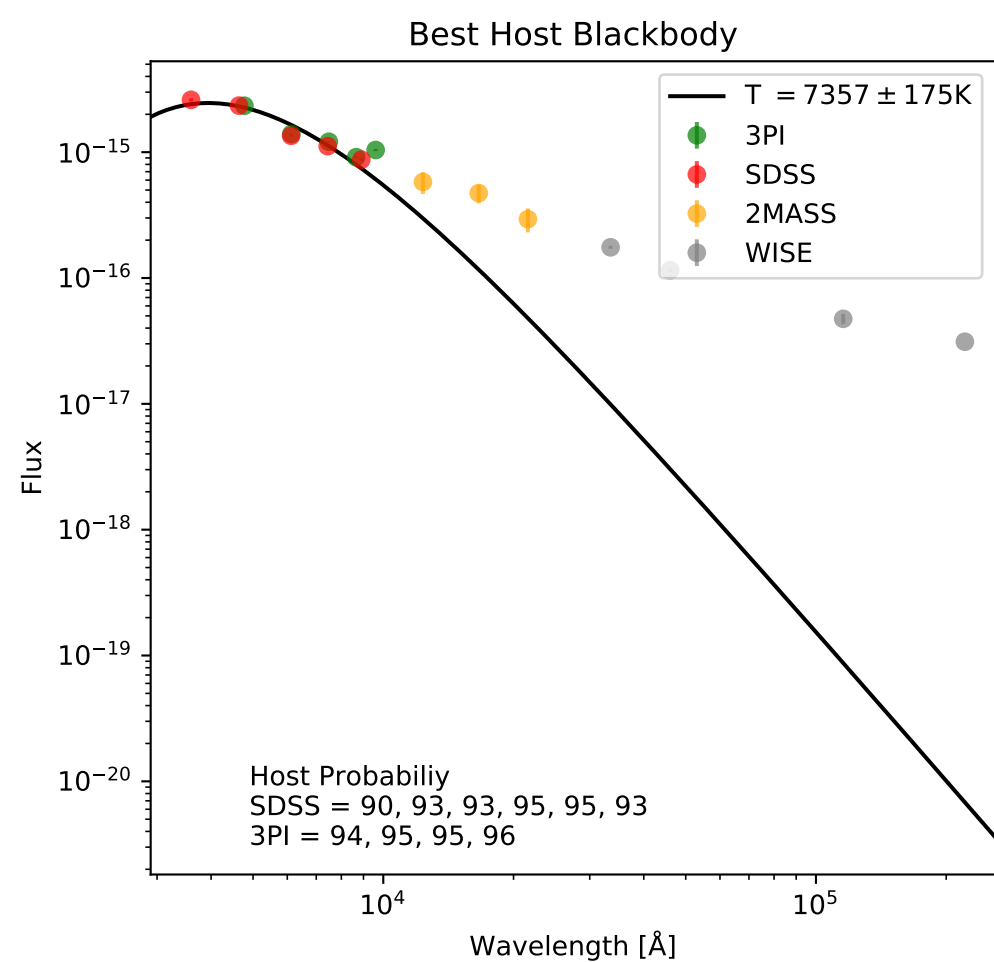 Best Host Blackbody
T = 7357 ± 175K
3PI
SDSS
2MASS
WISE
10⁻¹⁵
10⁻¹⁶
10⁻¹⁷
10⁻¹⁸
10⁻¹⁹
10⁻²⁰
Flux
Host Probabiliy
SDSS = 90, 93, 93, 95, 95, 93
3PI = 94, 95, 95, 96
10⁴ 10⁵
Wavelength [Å]